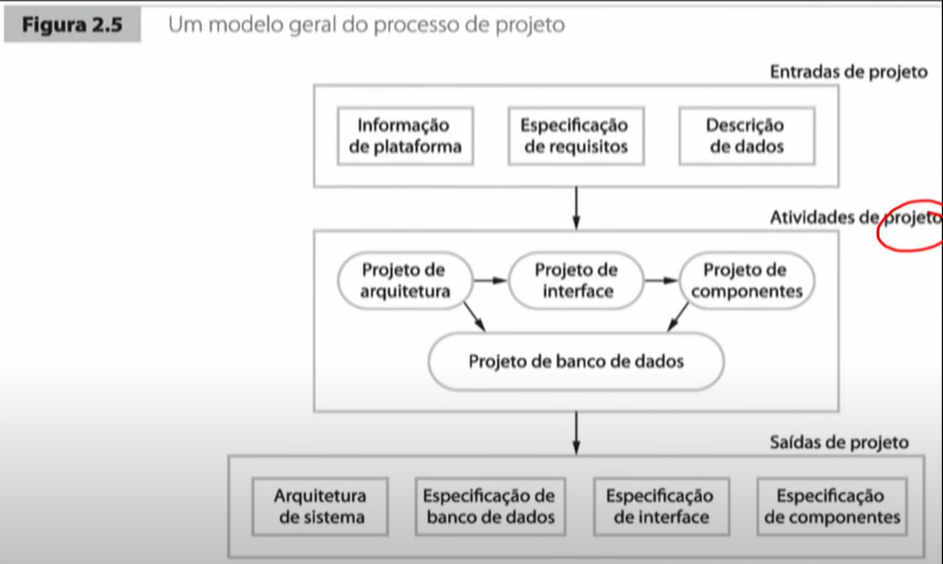 Figura 2.5 Um modelo geral do processo de projeto
Entradas de projeto
Informação
de plataforma
Especificação
de requisitos
Descrição
de dados
Atividades de projeto
Projeto de
arquitetura
Projeto de
interface
Projeto de
componentes
Projeto de banco de dados
Saídas de projeto
Arquitetura
de sistema
Especificação de
banco de dados
Especificação
de interface
Especificação
de componentes